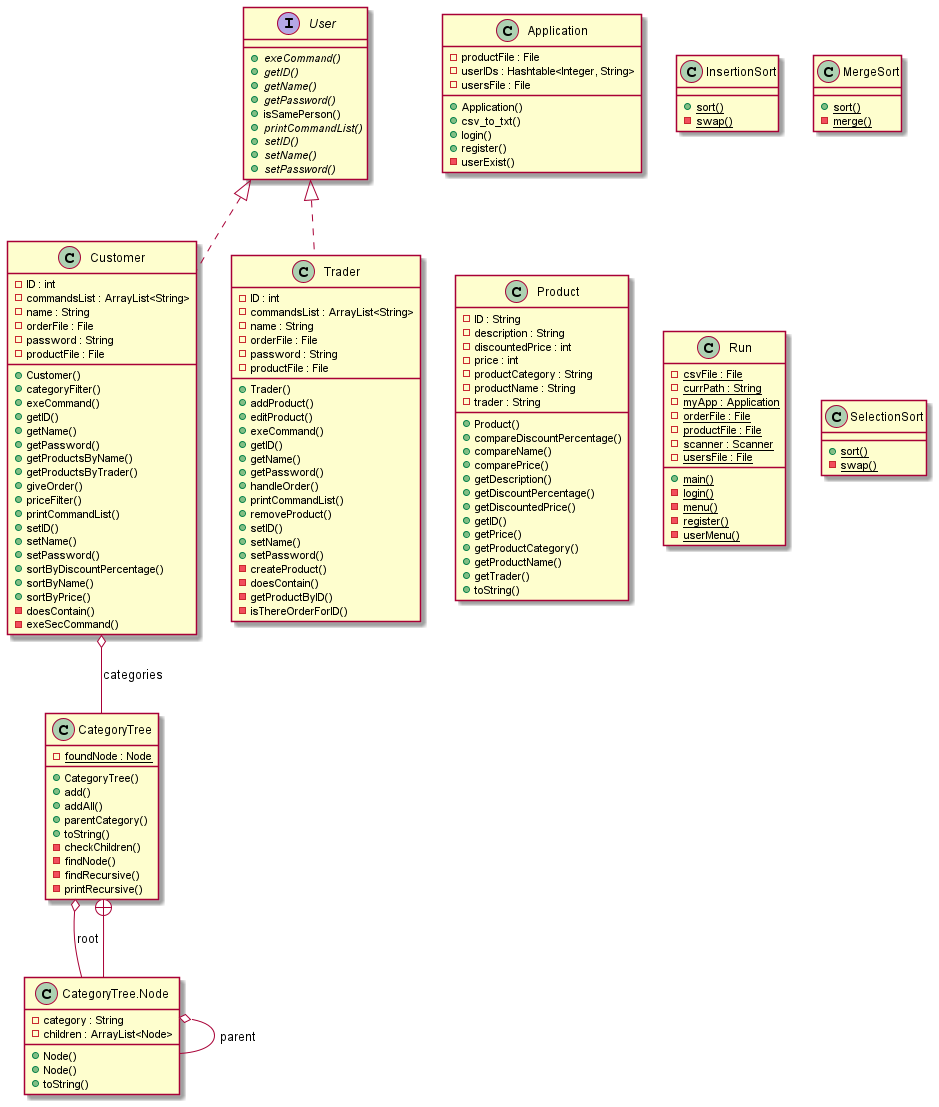 I User
exeCommand()
getID()
getName()
getPassword()
isSamePerson()
printCommandList()
setID()
setName()
setPassword()
C Application
productFile : File
userIDs : Hashtable<Integer, String>
usersFile : File
Application()
csv_to_txt()
login()
register()
userExist()
C InsertionSort
sort()
swap()
C MergeSort
sort()
merge()
C Customer
ID : int
commandsList : ArrayList<String>
name : String
orderFile : File
password : String
productFile : File
Customer()
categoryFilter()
exeCommand()
getID()
getName()
getPassword()
getProductsByName()
getProductsByTrader()
giveOrder()
priceFilter()
printCommandList()
setID()
setName()
setPassword()
sortByDiscountPercentage()
sortByName()
sortByPrice()
doesContain()
exeSecCommand()
C Trader
ID : int
commandsList : ArrayList<String>
name : String
orderFile : File
password : String
productFile : File
Trader()
addProduct()
editProduct()
exeCommand()
getID()
getName()
getPassword()
handleOrder()
printCommandList()
removeProduct()
setID()
setName()
setPassword()
createProduct()
doesContain()
getProductByID()
isThereOrderForID()
C Product
ID : String
description : String
discountedPrice : int
price : int
productCategory : String
productName : String
trader : String
Product()
compareDiscountPercentage()
compareName()
comparePrice()
getDescription()
getDiscountPercentage()
getDiscountedPrice()
getID()
getPrice()
getProductCategory()
getProductName()
getTrader()
toString()
C Run
csvFile : File
currPath : String
myApp : Application
orderFile : File
productFile : File
scanner : Scanner
usersFile : File
main()
login()
menu()
register()
userMenu()
C SelectionSort
sort()
swap()
categories
C CategoryTree
foundNode : Node
CategoryTree()
add()
addAll()
parentCategory()
toString()
checkChildren()
findNode()
findRecursive()
printRecursive()
root
C CategoryTree.Node
category : String
children : ArrayList<Node>
Node()
Node()
toString()
parent